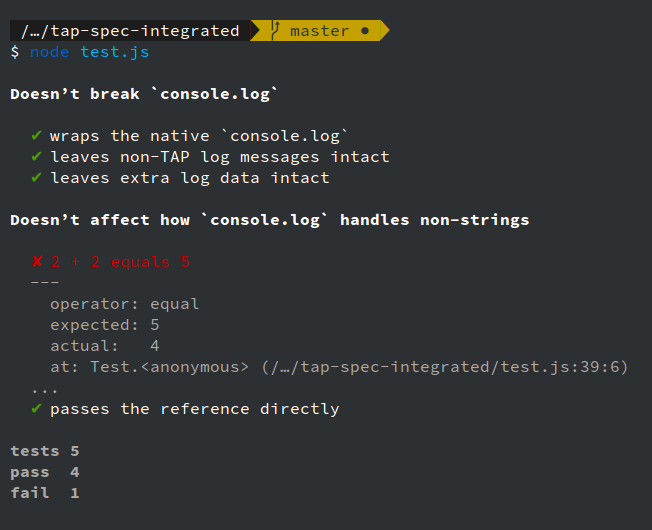 /…/tap-spec-integrated master ●
$ node test.js
Doesn’t break `console.log`
✔ wraps the native `console.log`
✔ leaves non-TAP log messages intact
✔ leaves extra log data intact
Doesn’t affect how `console.log` handles non-strings
✘ 2 + 2 equals 5
---
operator: equal
expected: 5
actual:   4
at: Test.<anonymous> (/…/tap-spec-integrated/test.js:39:6)
...
✔ passes the reference directly
tests 5
pass  4
fail  1